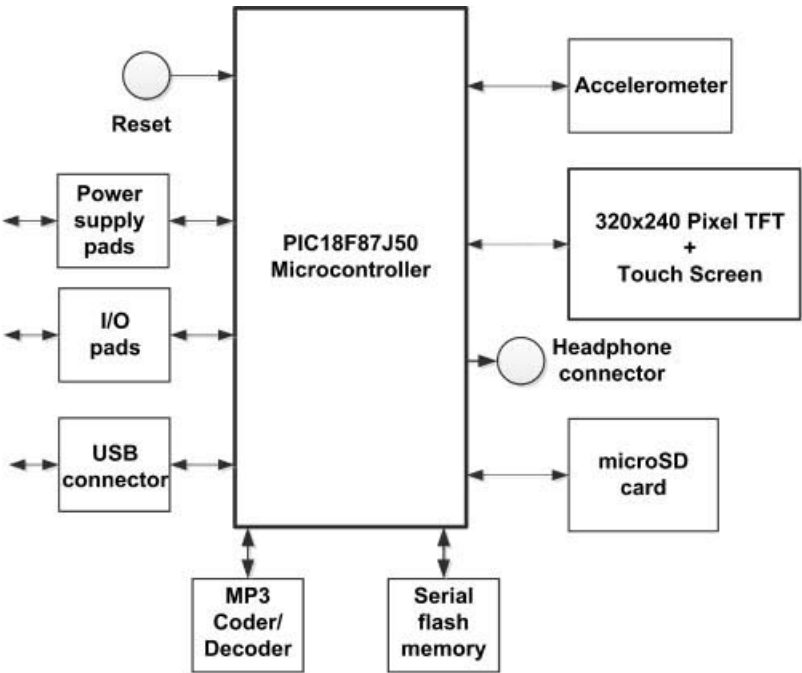 Reset
Power
supply
pads
I/O
pads
USB
connector
PIC18F87J50
Microcontroller
Accelerometer
320x240 Pixel TFT
+
Touch Screen
Headphone
connector
microSD
card
MP3
Coder/
Decoder
Serial
flash
memory